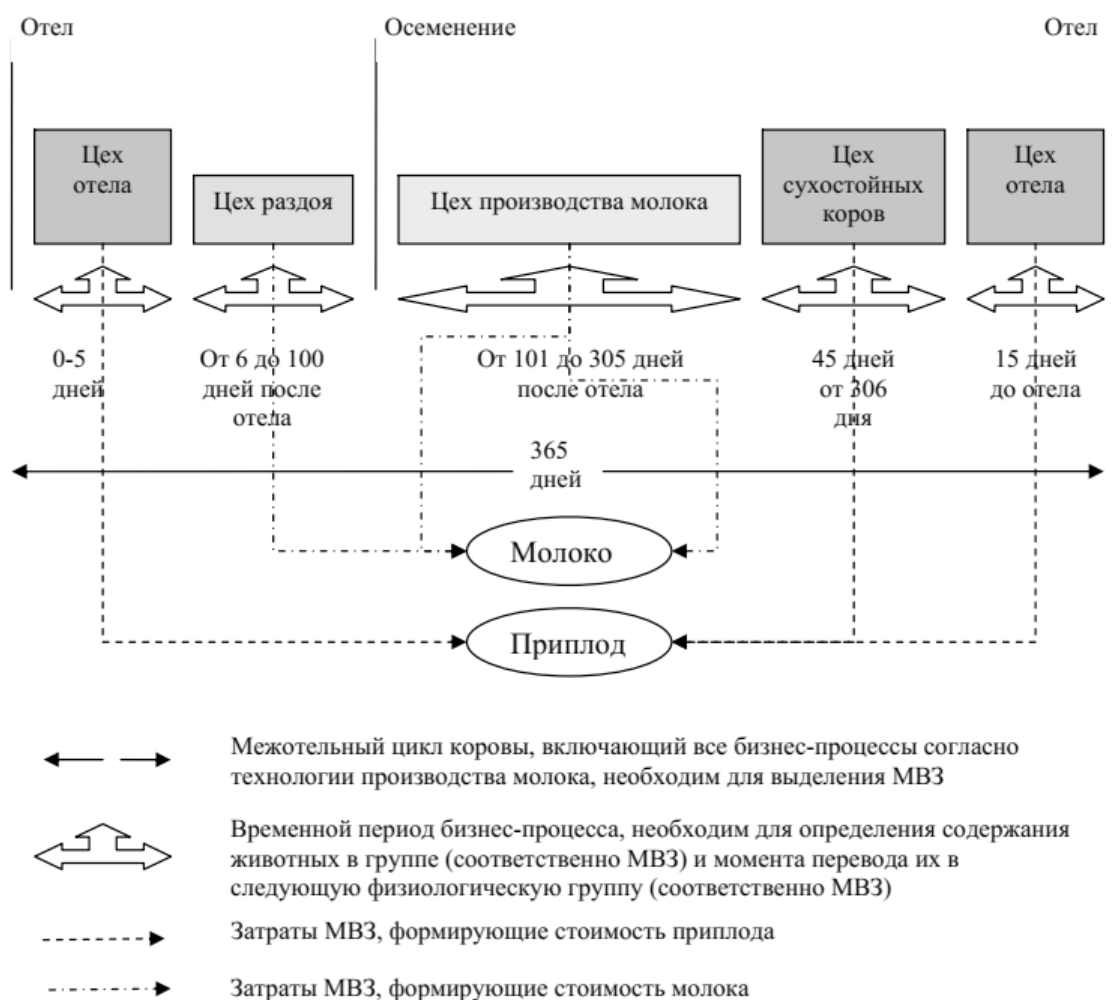 Отел
Осеменение
Отел
Цех
отела
Цех раздоя
Цех производства молока
Цех
сухостойных
коров
Цех
отела
0-5
дней
От 6 до 100
дней после
отела
От 101 до 305 дней
после отела
45 дней
от 306
дня
15 дней
до отела
365
дней
Молоко
Приплод
Межотельный цикл коровы, включающий все бизнес-процессы согласно
технологии производства молока, необходим для выделения МВЗ
Временной период бизнес-процесса, необходим для определения содержания
животных в группе (соответственно МВЗ) и момента перевода их в
следующую физиологическую группу (соответственно МВЗ)
Затраты МВЗ, формирующие стоимость приплода
Затраты МВЗ, формирующие стоимость молока